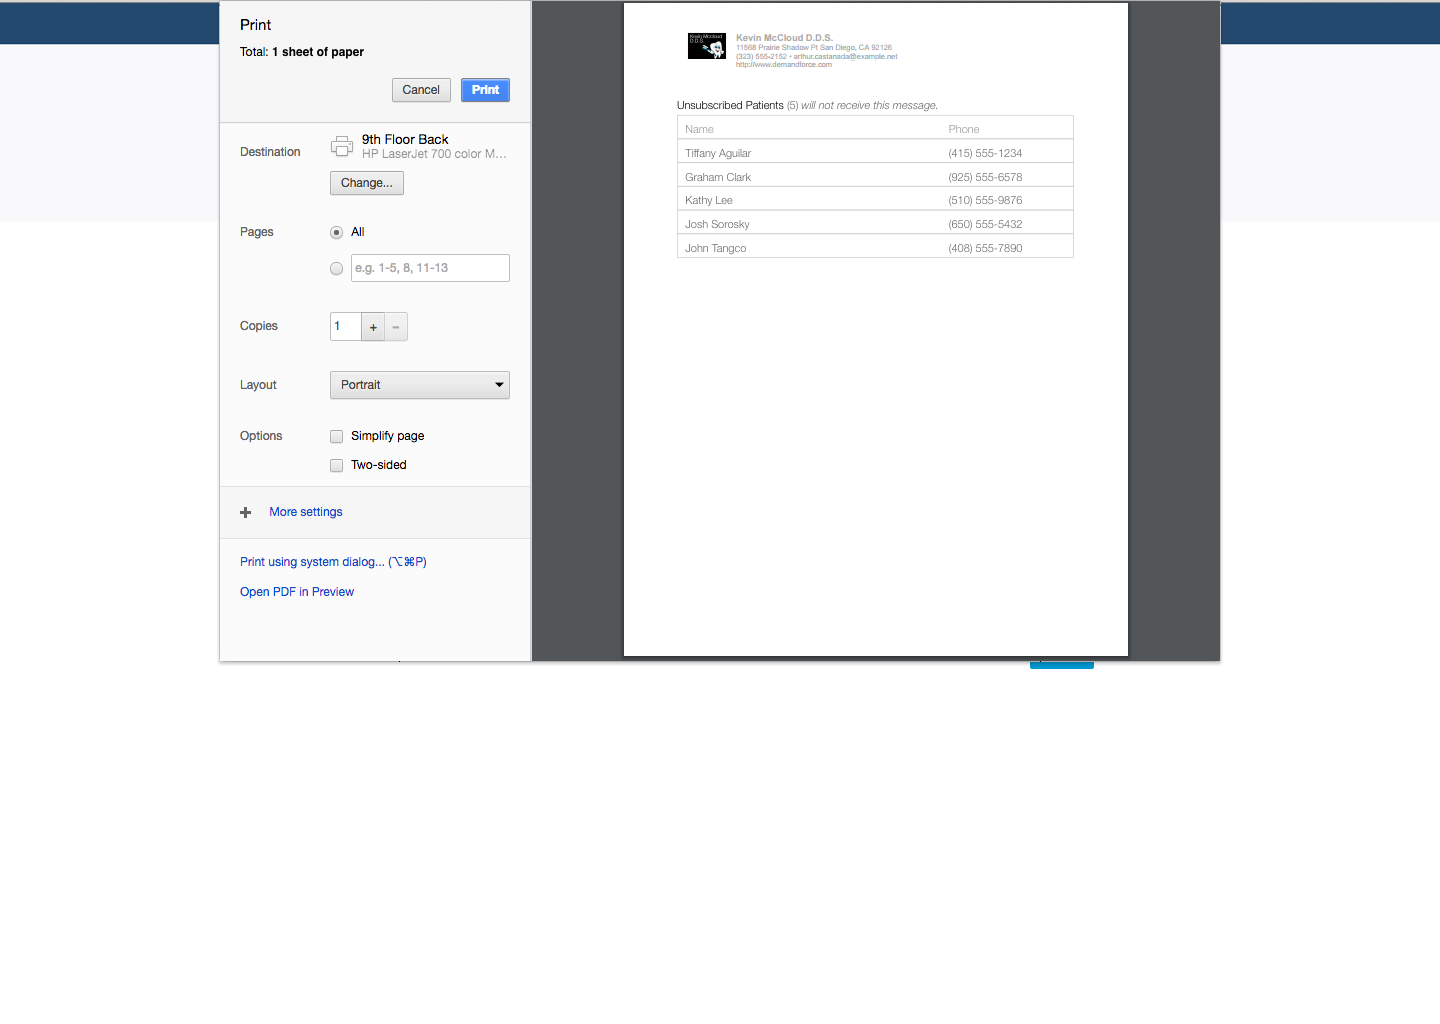 Print
Total: 1 sheet of paper
Cancel
Print
Destination
9th Floor Back
HP LaserJet 700 color M...
Change...
Pages
All
e.g. 1-5, 8, 11-13
Copies
1
+
−
Layout
Portrait
Options
Simplify page
Two-sided
More settings
Print using system dialog... (⌥⌘P)
Open PDF in Preview
Kevin Mccloud
D.D.S.
Kevin McCloud D.D.S.
11568 Prairie Shadow Pt San Diego, CA 92126
(323) 555-2152 • arthur.castanada@example.net
http://www.demandforce.com
Unsubscribed Patients (5) will not receive this message.
Name Phone
Tiffany Aguilar (415) 555-1234
Graham Clark (925) 555-6578
Kathy Lee (510) 555-9876
Josh Sorosky (650) 555-5432
John Tangco (408) 555-7890